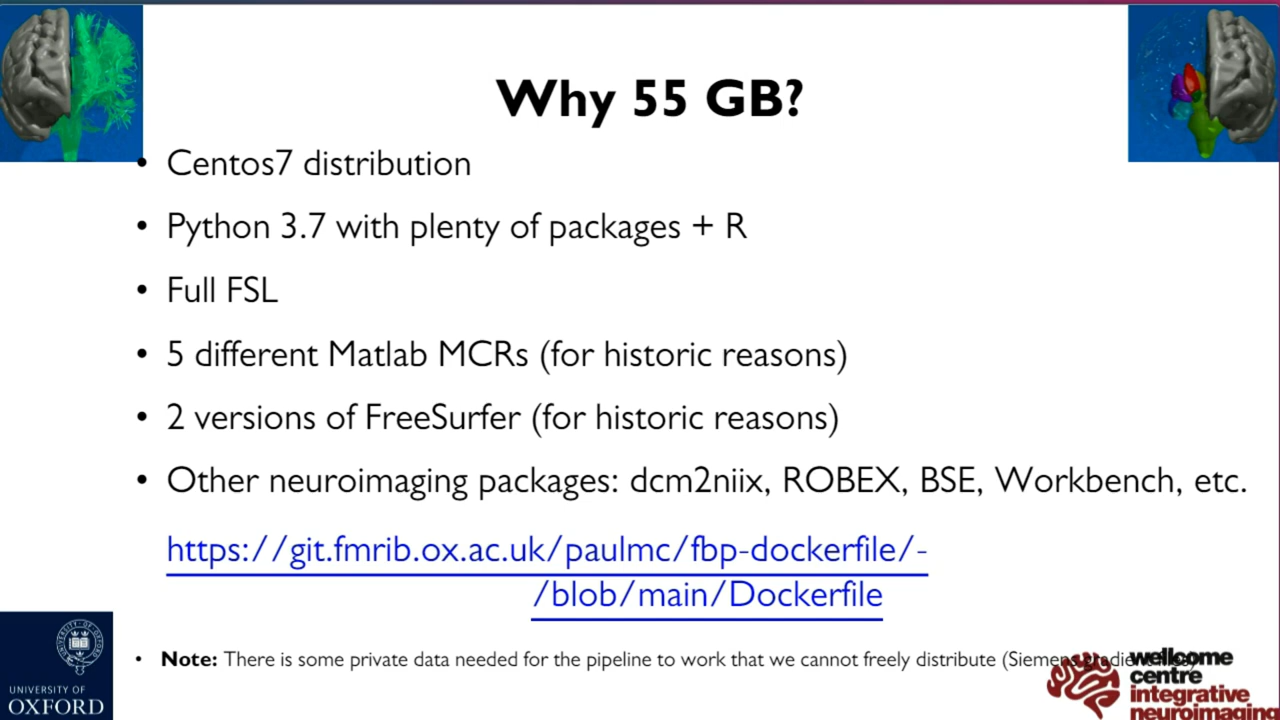 Why 55 GB?
• Centos7 distribution
• Python 3.7 with plenty of packages + R
• Full FSL
• 5 different Matlab MCRs (for historic reasons)
• 2 versions of FreeSurfer (for historic reasons)
• Other neuroimaging packages: dcm2niix, ROBEX, BSE, Workbench, etc.
https://git.fmrib.ox.ac.uk/paulmc/fbp-dockerfile/-
/blob/main/Dockerfile
• Note: There is some private data needed for the pipeline to work that we cannot freely distribute (Siemens gradient
UNIVERSITY OF
OXFORD
wellcome
centre
integrative
neuroimaging